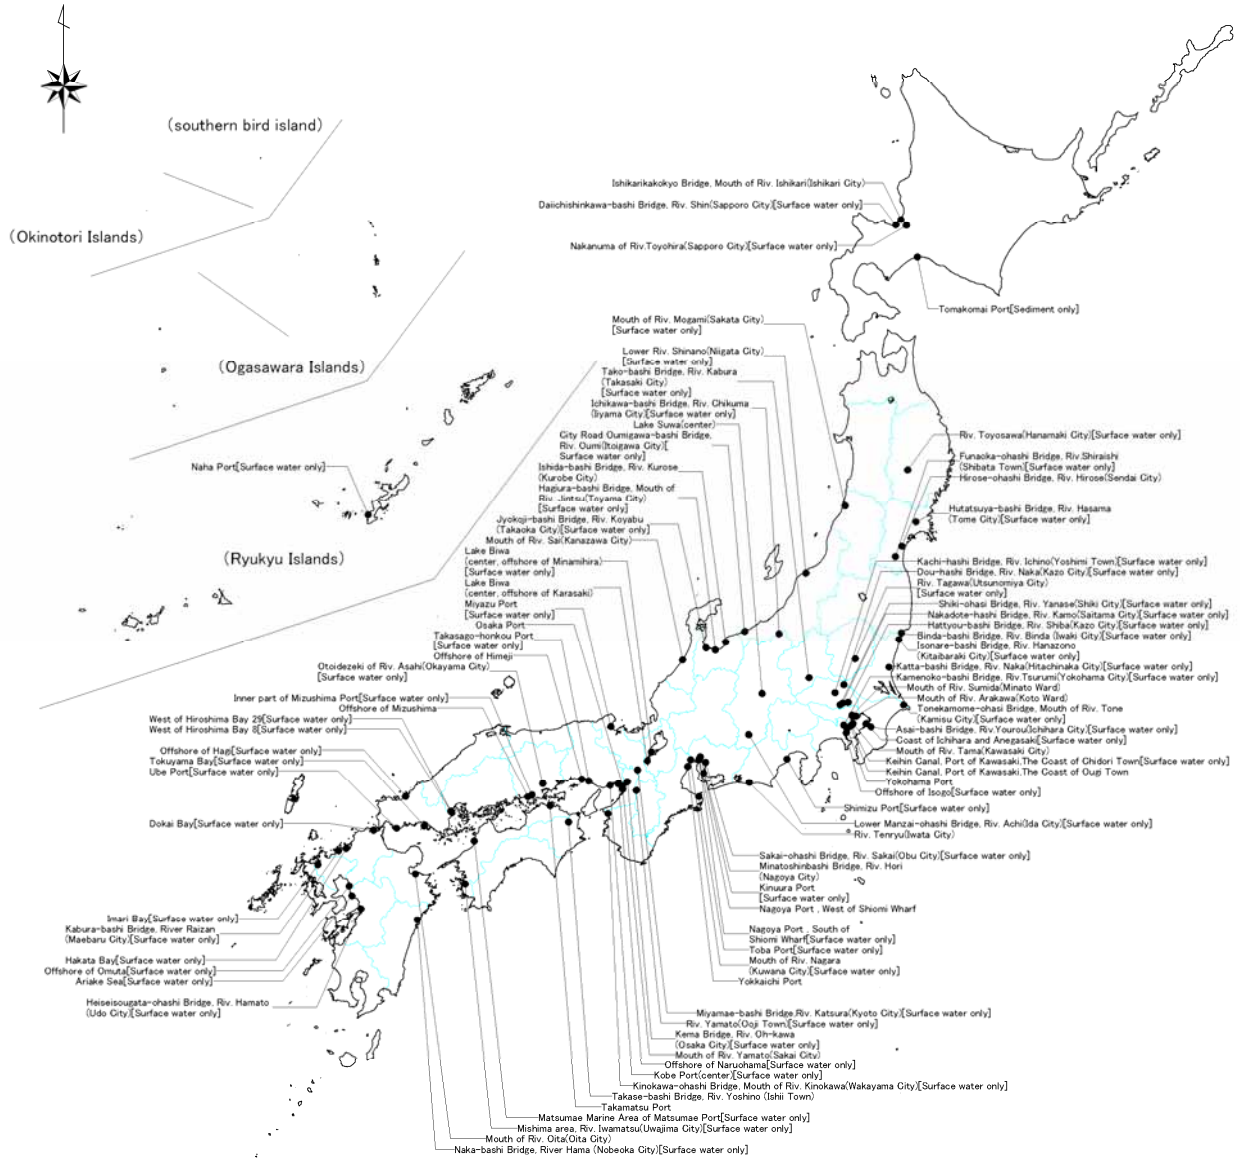 (southern bird island)
(Okinotori Islands)
(Ogasawara Islands)
(Ryukyu Islands)
Naha Port[Surface water only]
Ishikarikakokyo Bridge, Mouth of Riv. Ishikari(Ishikari City)
Daiichishinkawa-bashi Bridge, Riv. Shin(Sapporo City)[Surface water only]
Nakanuma of Riv.Toyohira(Sapporo City)[Surface water only]
Tomakomai Port[Sediment only]
Mouth of Riv. Mogami(Sakata City)
[Surface water only]
Lower Riv. Shinano(Niigata City)
[Surface water only]
Tako-bashi Bridge, Riv. Kabura
(Takasaki City)
[Surface water only]
Ichikawa-bashi Bridge, Riv. Chikuma
(Iiyama City)[Surface water only]
Lake Suwa(center)
City Road Oumigawa-bashi Bridge,
Riv. Oumi(Itoigawa City)[
Surface water only]
Ishida-bashi Bridge, Riv. Kurose
(Kurobe City)
Hagiura-bashi Bridge, Mouth of
Riv. Jintsu(Toyama City)
[Surface water only]
Jyokoji-bashi Bridge, Riv. Koyabu
(Takaoka City)[Surface water only]
Mouth of Riv. Sai(Kanazawa City)
Lake Biwa
(center, offshore of Minamihira)
[Surface water only]
Lake Biwa
(center, offshore of Karasaki)
Miyazu Port
[Surface water only]
Osaka Port
Takasago-honkou Port
[Surface water only]
Offshore of Himeji
Otoidezeki of Riv. Asahi(Okayama City)
[Surface water only]
Inner part of Mizushima Port[Surface water only]
Offshore of Mizushima
West of Hiroshima Bay 29[Surface water only]
West of Hiroshima Bay 8[Surface water only]
Offshore of Hagi[Surface water only]
Tokuyama Bay[Surface water only]
Ube Port[Surface water only]
Dokai Bay[Surface water only]
Imari Bay[Surface water only]
Kabura-bashi Bridge, River Raizan
(Maebaru City)[Surface water only]
Hakata Bay[Surface water only]
Offshore of Omuta[Surface water only]
Ariake Sea[Surface water only]
Heiseisougata-ohashi Bridge, Riv. Hamato
(Udo City)[Surface water only]
Riv. Toyosawa(Hanamaki City)[Surface water only]
Funaoka-ohashi Bridge, Riv.Shiraishi
(Shibata Town)[Surface water only]
Hirose-ohashi Bridge, Riv. Hirose(Sendai City)
Hutatsuya-bashi Bridge, Riv. Hasama
(Tome City)[Surface water only]
Kachi-hashi Bridge, Riv. Ichino(Yoshimi Town)[Surface water only]
Dou-hashi Bridge, Riv. Naka(Kazo City)[Surface water only]
Riv. Tagawa(Utsunomiya City)
[Surface water only]
Shiki-ohasi Bridge, Riv. Yanase(Shiki City)[Surface water only]
Nakadote-hashi Bridge, Riv. Kamo(Saitama City)[Surface water only]
Hattyou-bashi Bridge, Riv. Shiba(Kazo City)[Surface water only]
Binda-bashi Bridge, Riv. Binda (Iwaki City)[Surface water only]
Isonare-bashi Bridge, Riv. Hanazono
(Kitaibaraki City)[Surface water only]
Katta-bashi Bridge, Riv. Naka(Hitachinaka City)[Surface water only]
Kamenoko-bashi Bridge, Riv.Tsurumi(Yokohama City)[Surface water only]
Mouth of Riv. Sumida(Minato Ward)
Mouth of Riv. Arakawa(Koto Ward)
Tonekamome-ohasi Bridge, Mouth of Riv. Tone
(Kamisu City)[Surface water only]
Asai-bashi Bridge, Riv.Yourou(Ichihara City)[Surface water only]
Coast of Ichihara and Anegasaki[Surface water only]
Mouth of Riv. Tama(Kawasaki City)
Keihin Canal, Port of Kawasaki,The Coast of Chidori Town[Surface water only]
Keihin Canal, Port of Kawasaki,The Coast of Ougi Town
Yokohama Port
Offshore of Isogo[Surface water only]
Shimizu Port[Surface water only]
Lower Manzai-ohashi Bridge, Riv. Achi(Ida City)[Surface water only]
Riv. Tenryu(Iwata City)
Sakai-ohashi Bridge, Riv. Sakai(Obu City)[Surface water only]
Minatoshinbashi Bridge, Riv. Hori
(Nagoya City)
Kinuura Port
[Surface water only]
Nagoya Port , West of Shiomi Wharf
Nagoya Port , South of
Shiomi Wharf[Surface water only]
Toba Port[Surface water only]
Mouth of Riv. Nagara
(Kuwana City)[Surface water only]
Yokkaichi Port
Miyamae-bashi Bridge,Riv. Katsura(Kyoto City)[Surface water only]
Riv. Yamato(Ooji Town)[Surface water only]
Kema Bridge, Riv. Oh-kawa
(Osaka City)[Surface water only]
Mouth of Riv. Yamato(Sakai City)
Offshore of Naruohama[Surface water only]
Kobe Port(center)[Surface water only]
Kinokawa-ohashi Bridge, Mouth of Riv. Kinokawa(Wakayama City)[Surface water only]
Takase-bashi Bridge, Riv. Yoshino (Ishii Town)
Takamatsu Port
Matsumae Marine Area of Matsumae Port[Surface water only]
Mishima area, Riv. Iwamatsu(Uwajima City)[Surface water only]
Mouth of Riv. Oita(Oita City)
Naka-bashi Bridge, River Hama (Nobeoka City)[Surface water only]